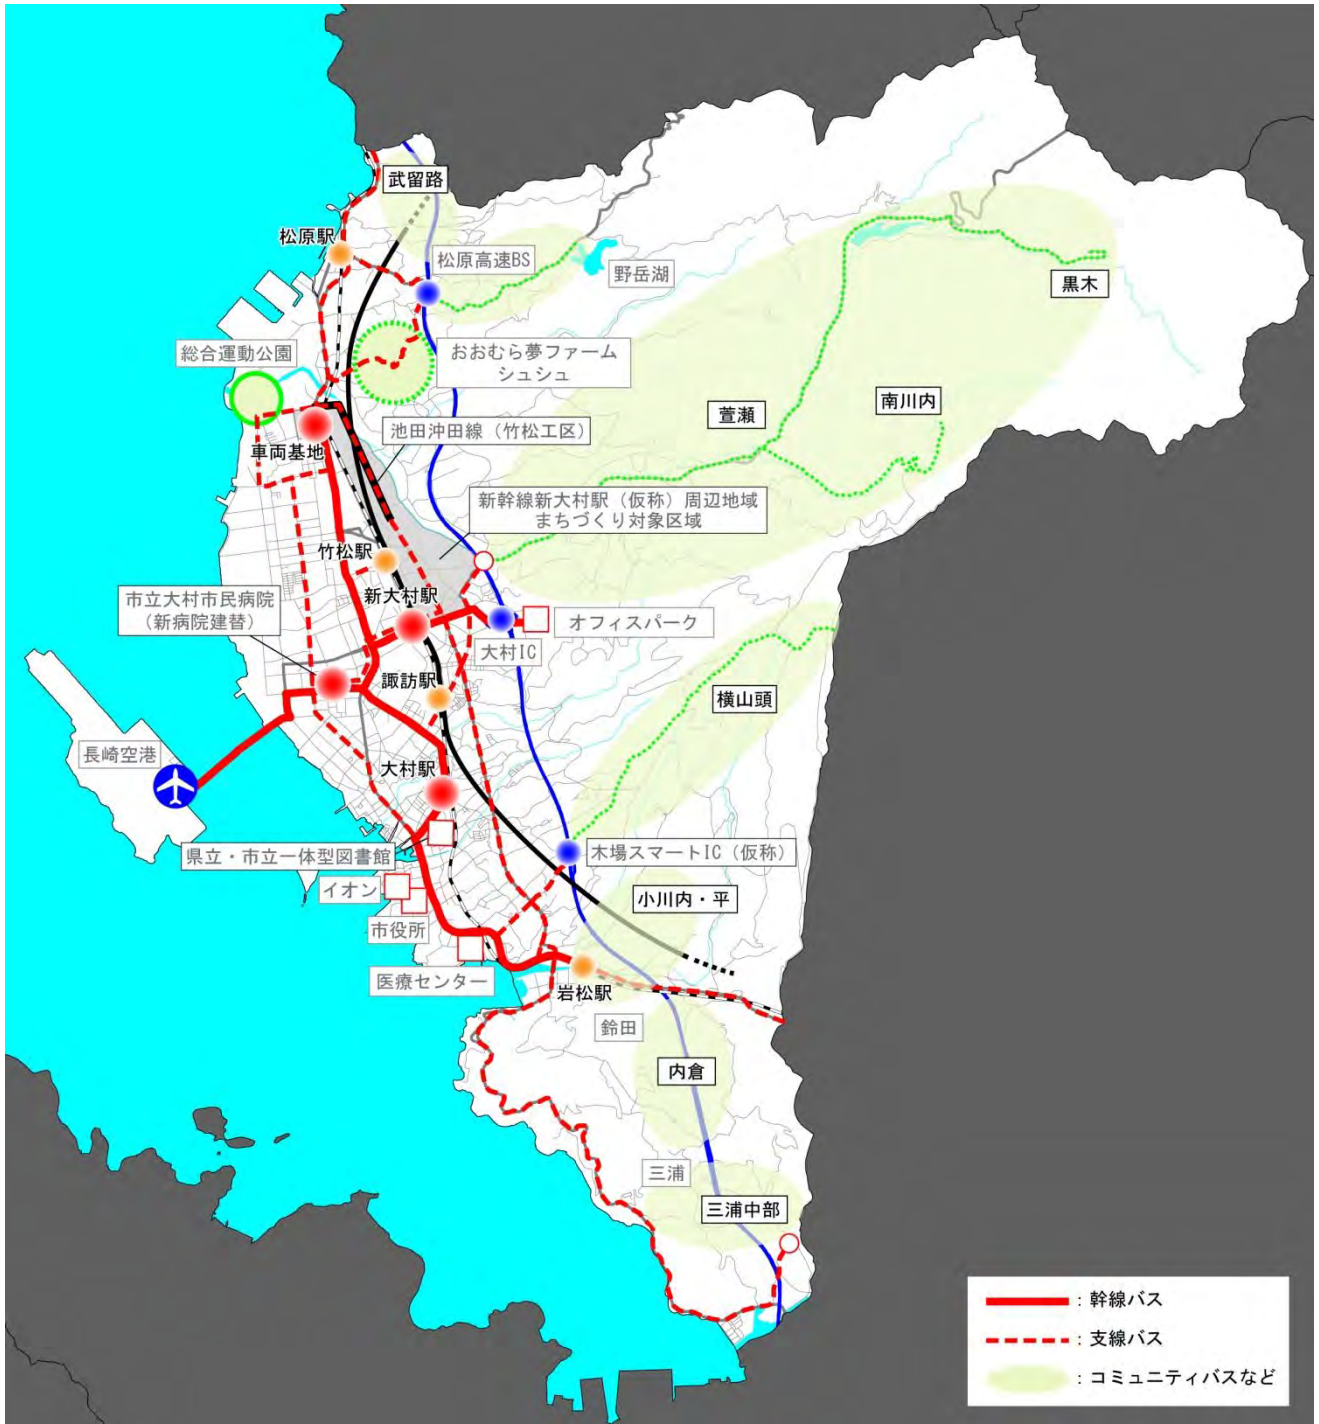 武留路
松原駅
松原高速BS
野岳湖
黒木
総合運動公園
おおむら夢ファーム
シュシュ
南川内
萱瀬
車両基地
池田沖田線（竹松工区）
新幹線新大村駅（仮称）周辺地域
まちづくり対象区域
竹松駅
市立大村市民病院
（新病院建替）
新大村駅
オフィスパーク
大村IC
諏訪駅
横山頭
長崎空港
大村駅
県立・市立一体型図書館
木場スマートIC（仮称）
イオン
小川内・平
市役所
医療センター
岩松駅
鈴田
内倉
三浦
三浦中部
：幹線バス
：支線バス
：コミュニティバスなど